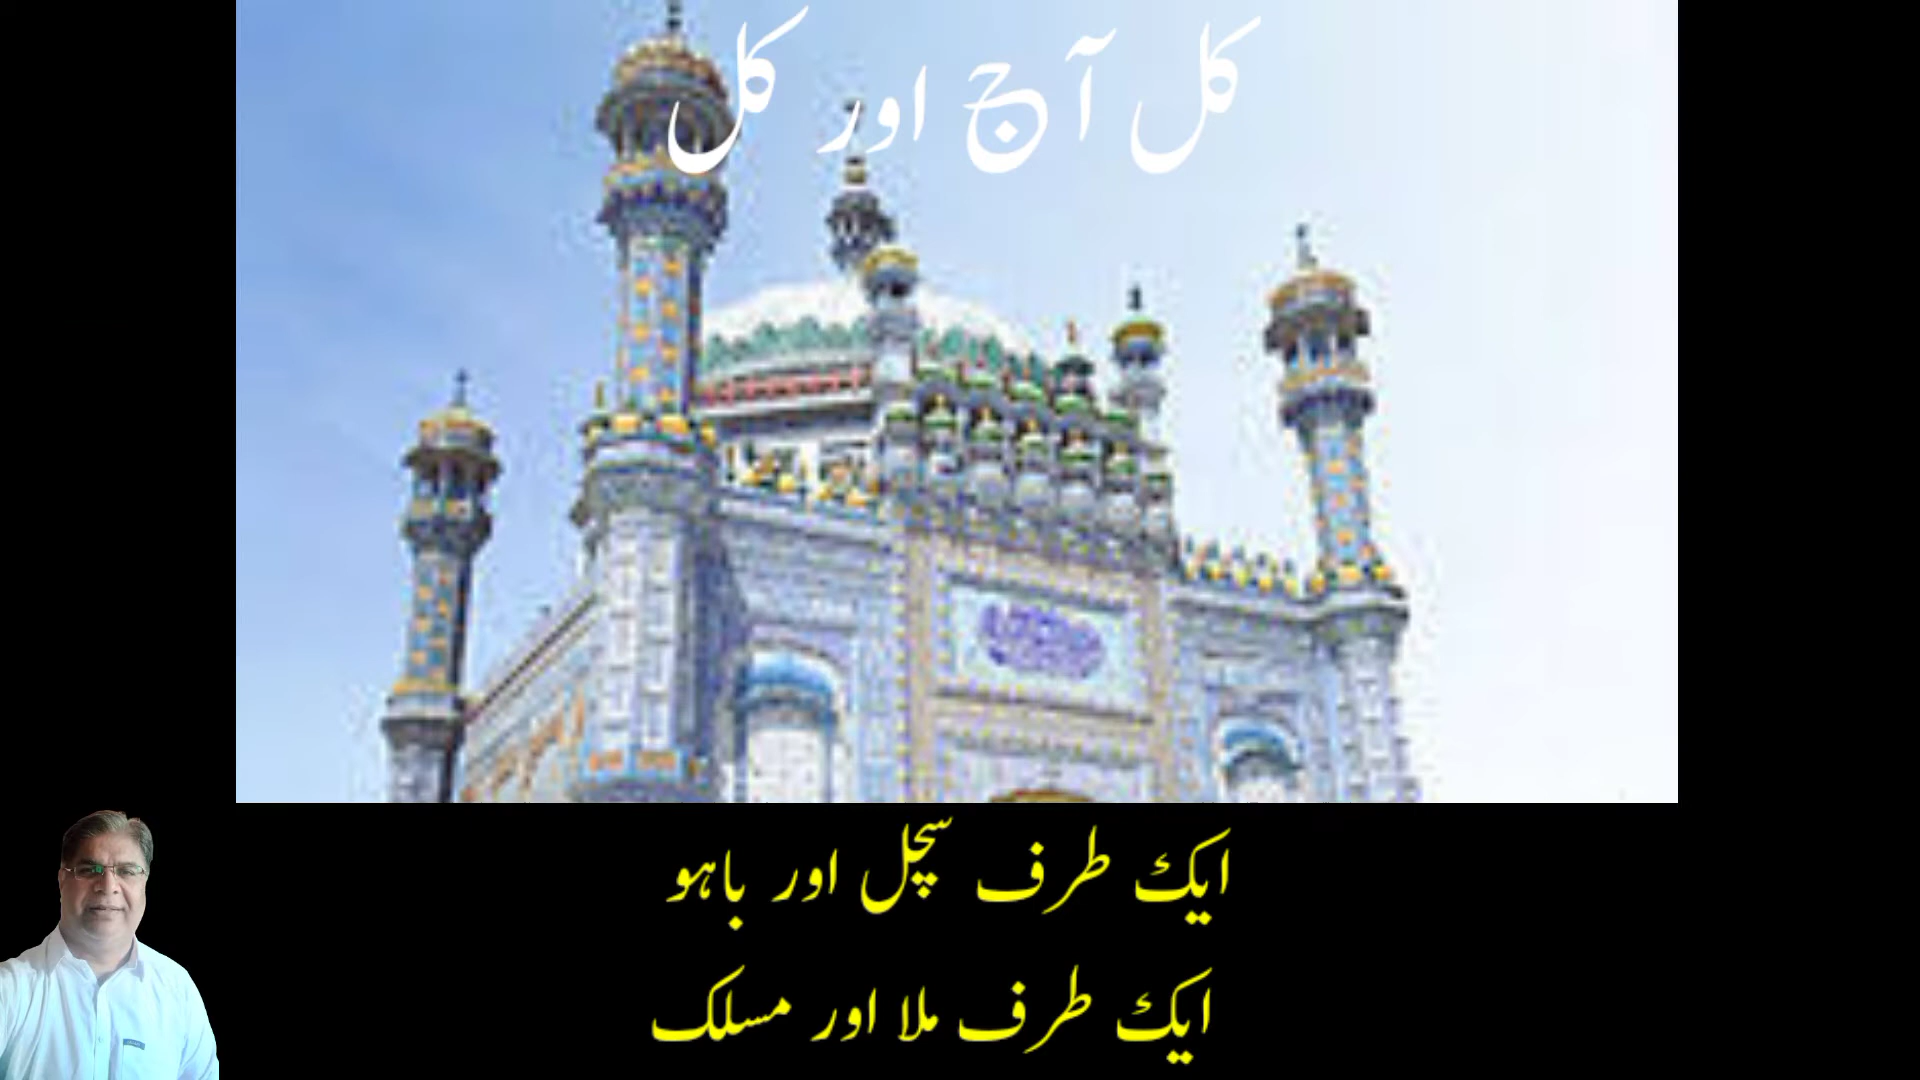 کل آج اور کل
ایک طرف سچل اور باہو
ایک طرف ملا اور مسلک